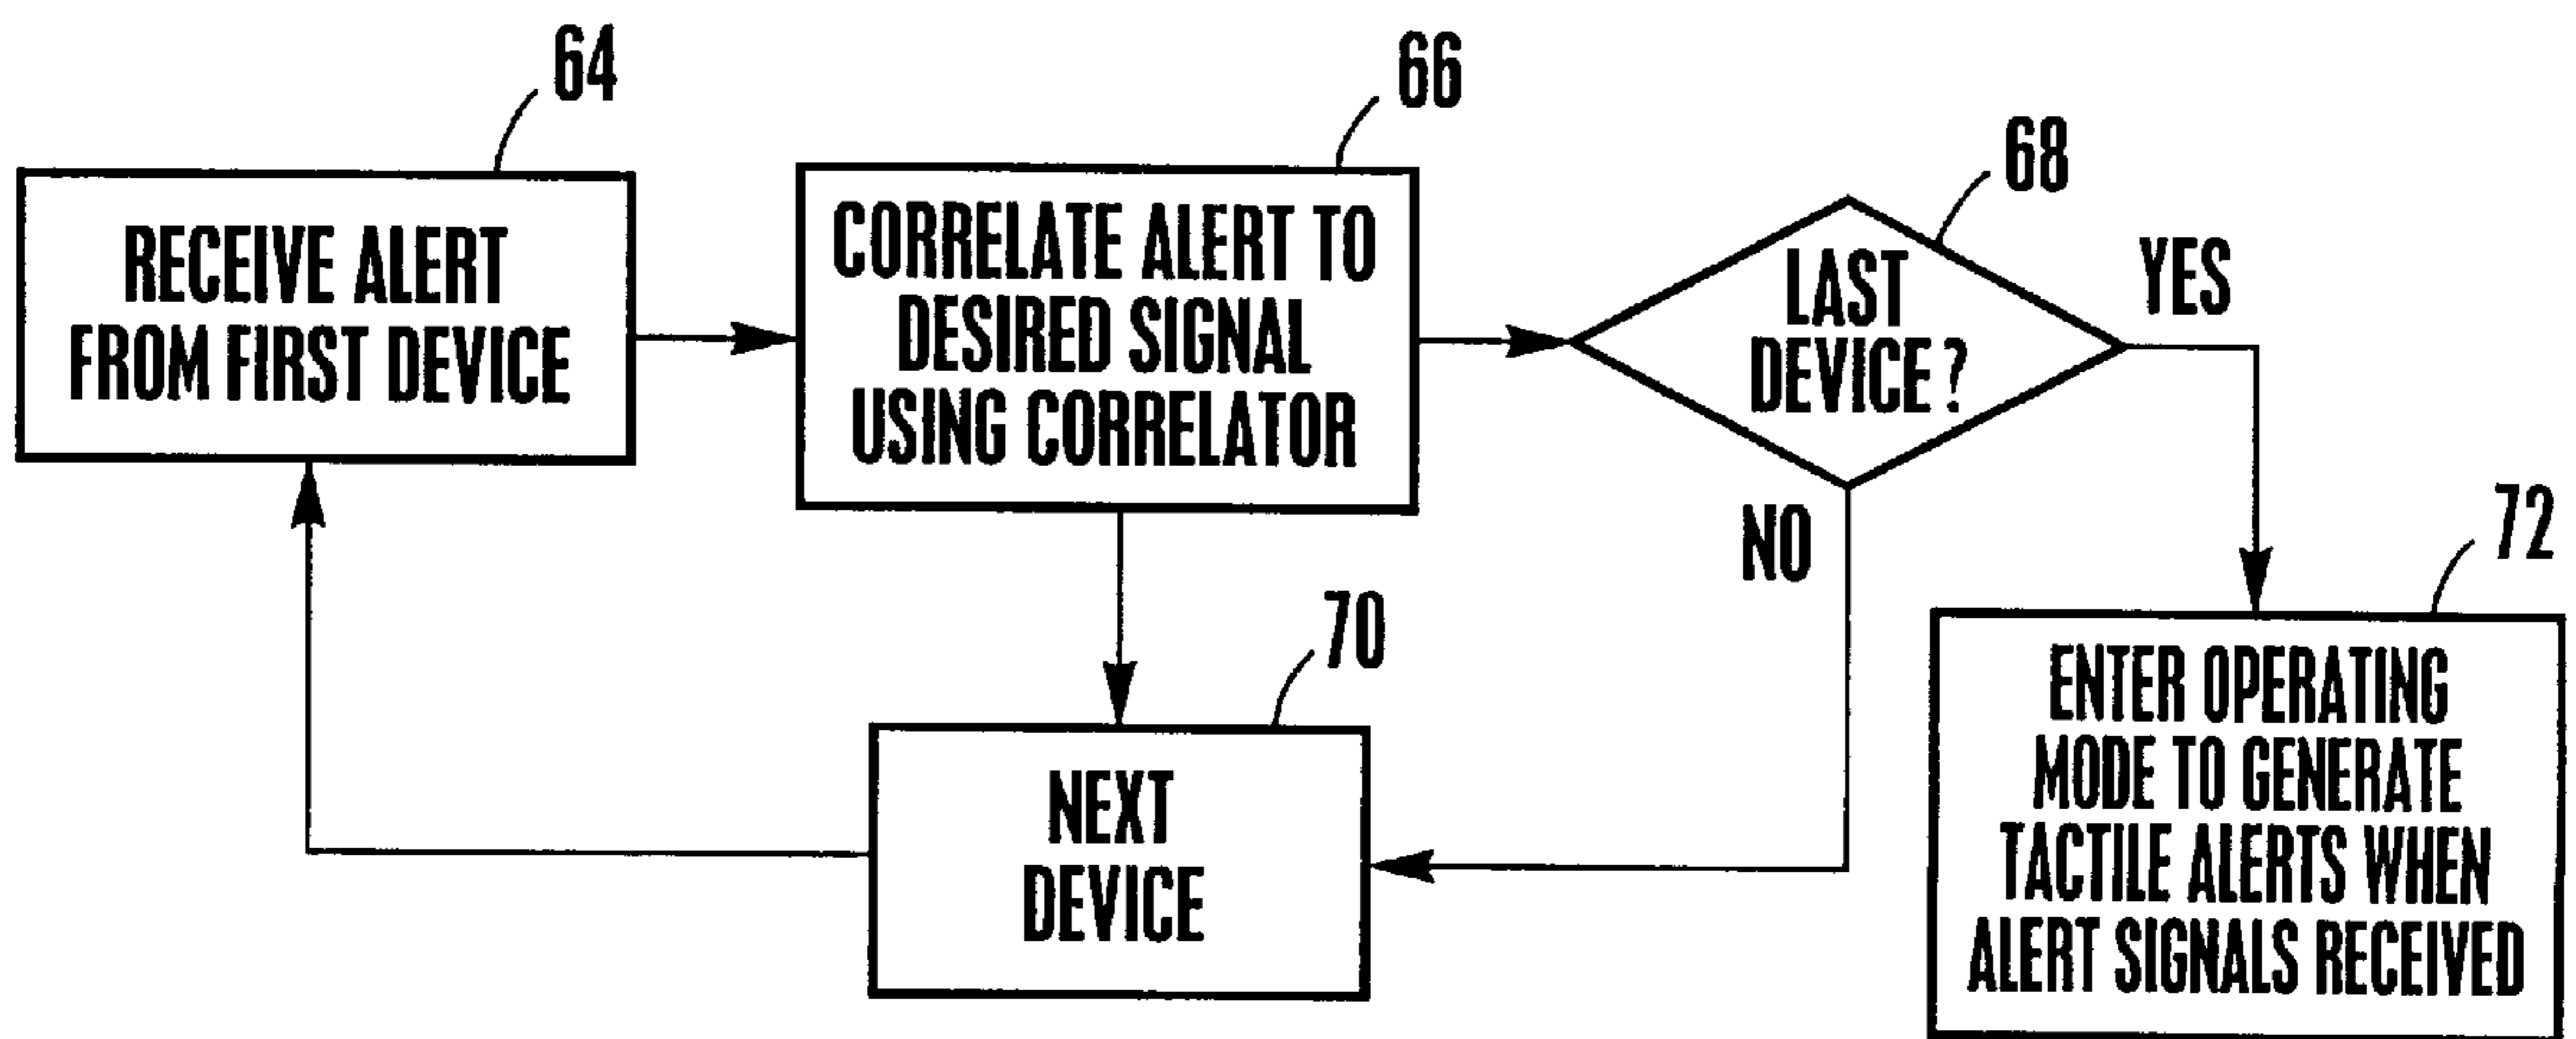 64
RECEIVE ALERT
FROM FIRST DEVICE
66
CORRELATE ALERT TO
DESIRED SIGNAL
USING CORRELATOR
68
LAST
DEVICE?
YES
NO
70
NEXT
DEVICE
72
ENTER OPERATING
MODE TO GENERATE
TACTILE ALERTS WHEN
ALERT SIGNALS RECEIVED